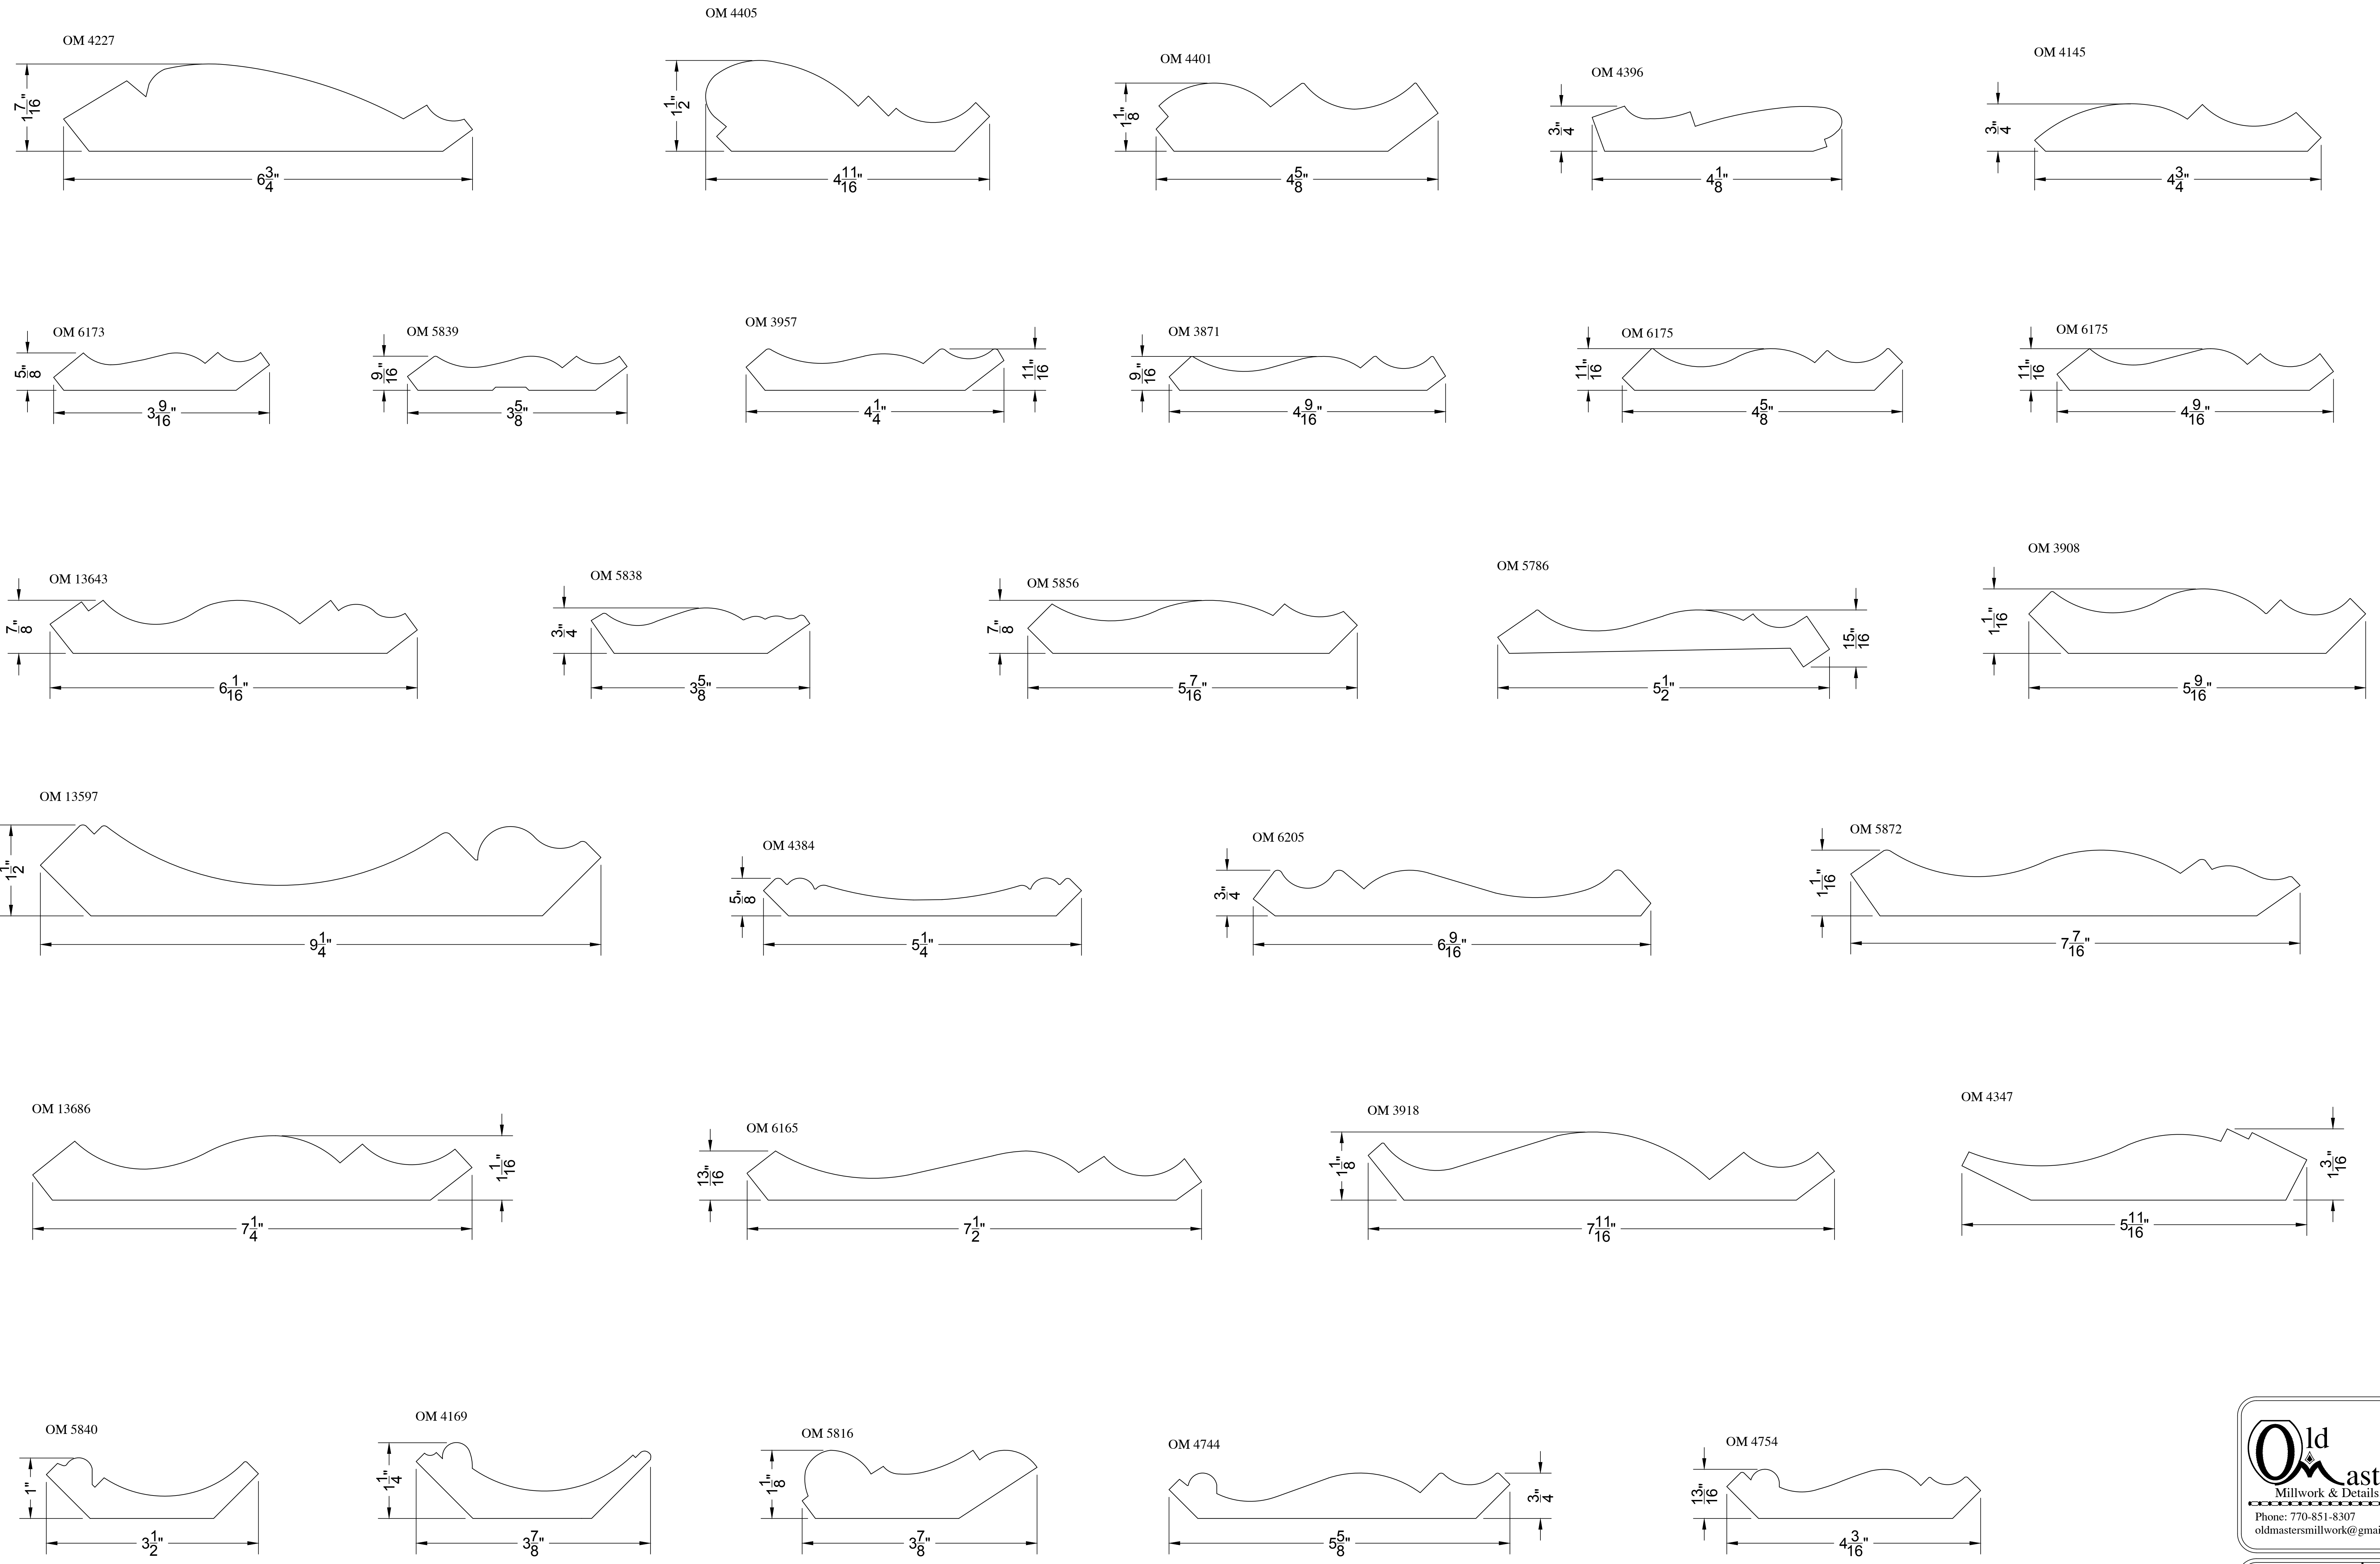 OM 4227
1 7/16"
6 3/4"
OM 4405
1 1/2"
4 11/16"
OM 4401
1 1/8"
4 5/8"
OM 4396
3/4"
4 1/8"
OM 4145
3/4"
4 3/4"
OM 6173
5/8"
3 9/16"
OM 5839
9/16"
3 5/8"
OM 3957
11/16"
4 1/4"
OM 3871
9/16"
4 9/16"
OM 6175
11/16"
4 5/8"
OM 6175
11/16"
4 9/16"
OM 13643
7/8"
6 1/16"
OM 5838
3/4"
3 5/8"
OM 5856
7/8"
5 7/16"
OM 5786
15/16"
5 1/2"
OM 3908
1 1/16"
5 9/16"
OM 13597
1 1/2"
9 1/4"
OM 4384
5/8"
5 1/4"
OM 6205
3/4"
6 9/16"
OM 5872
1 1/16"
7 7/16"
OM 13686
1 1/16"
7 1/4"
OM 6165
13/16"
7 1/2"
OM 3918
1 1/8"
7 11/16"
OM 4347
1 3/16"
5 11/16"
OM 5840
1"
3 1/2"
OM 4169
1 1/4"
3 7/8"
OM 5816
1 1/8"
3 7/8"
OM 4744
3/4"
5 5/8"
OM 4754
13/16"
4 3/16"
Old
Mast
Millwork & Details
Phone: 770-851-8307
oldmastersmillwork@gmai